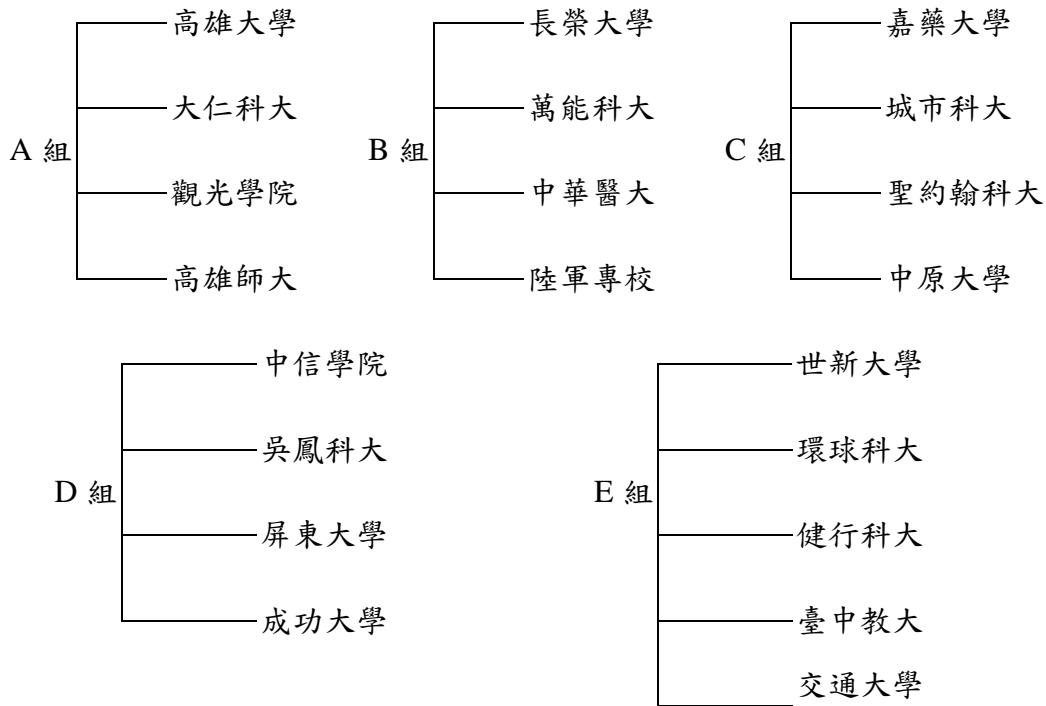 A 組
高雄大學
大仁科大
觀光學院
高雄師大
B 組
長榮大學
萬能科大
中華醫大
陸軍專校
C 組
嘉藥大學
城市科大
聖約翰科大
中原大學
D 組
中信學院
吳鳳科大
屏東大學
成功大學
E 組
世新大學
環球科大
健行科大
臺中教大
交通大學